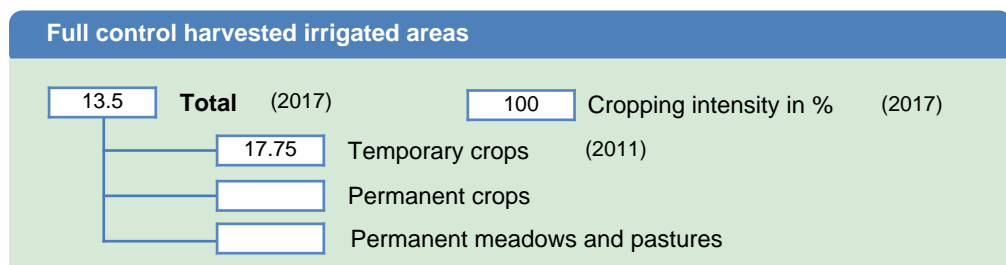 Full control harvested irrigated areas
13.5 Total (2017) 100 Cropping intensity in % (2017)
17.75 Temporary crops (2011)
Permanent crops
Permanent meadows and pastures